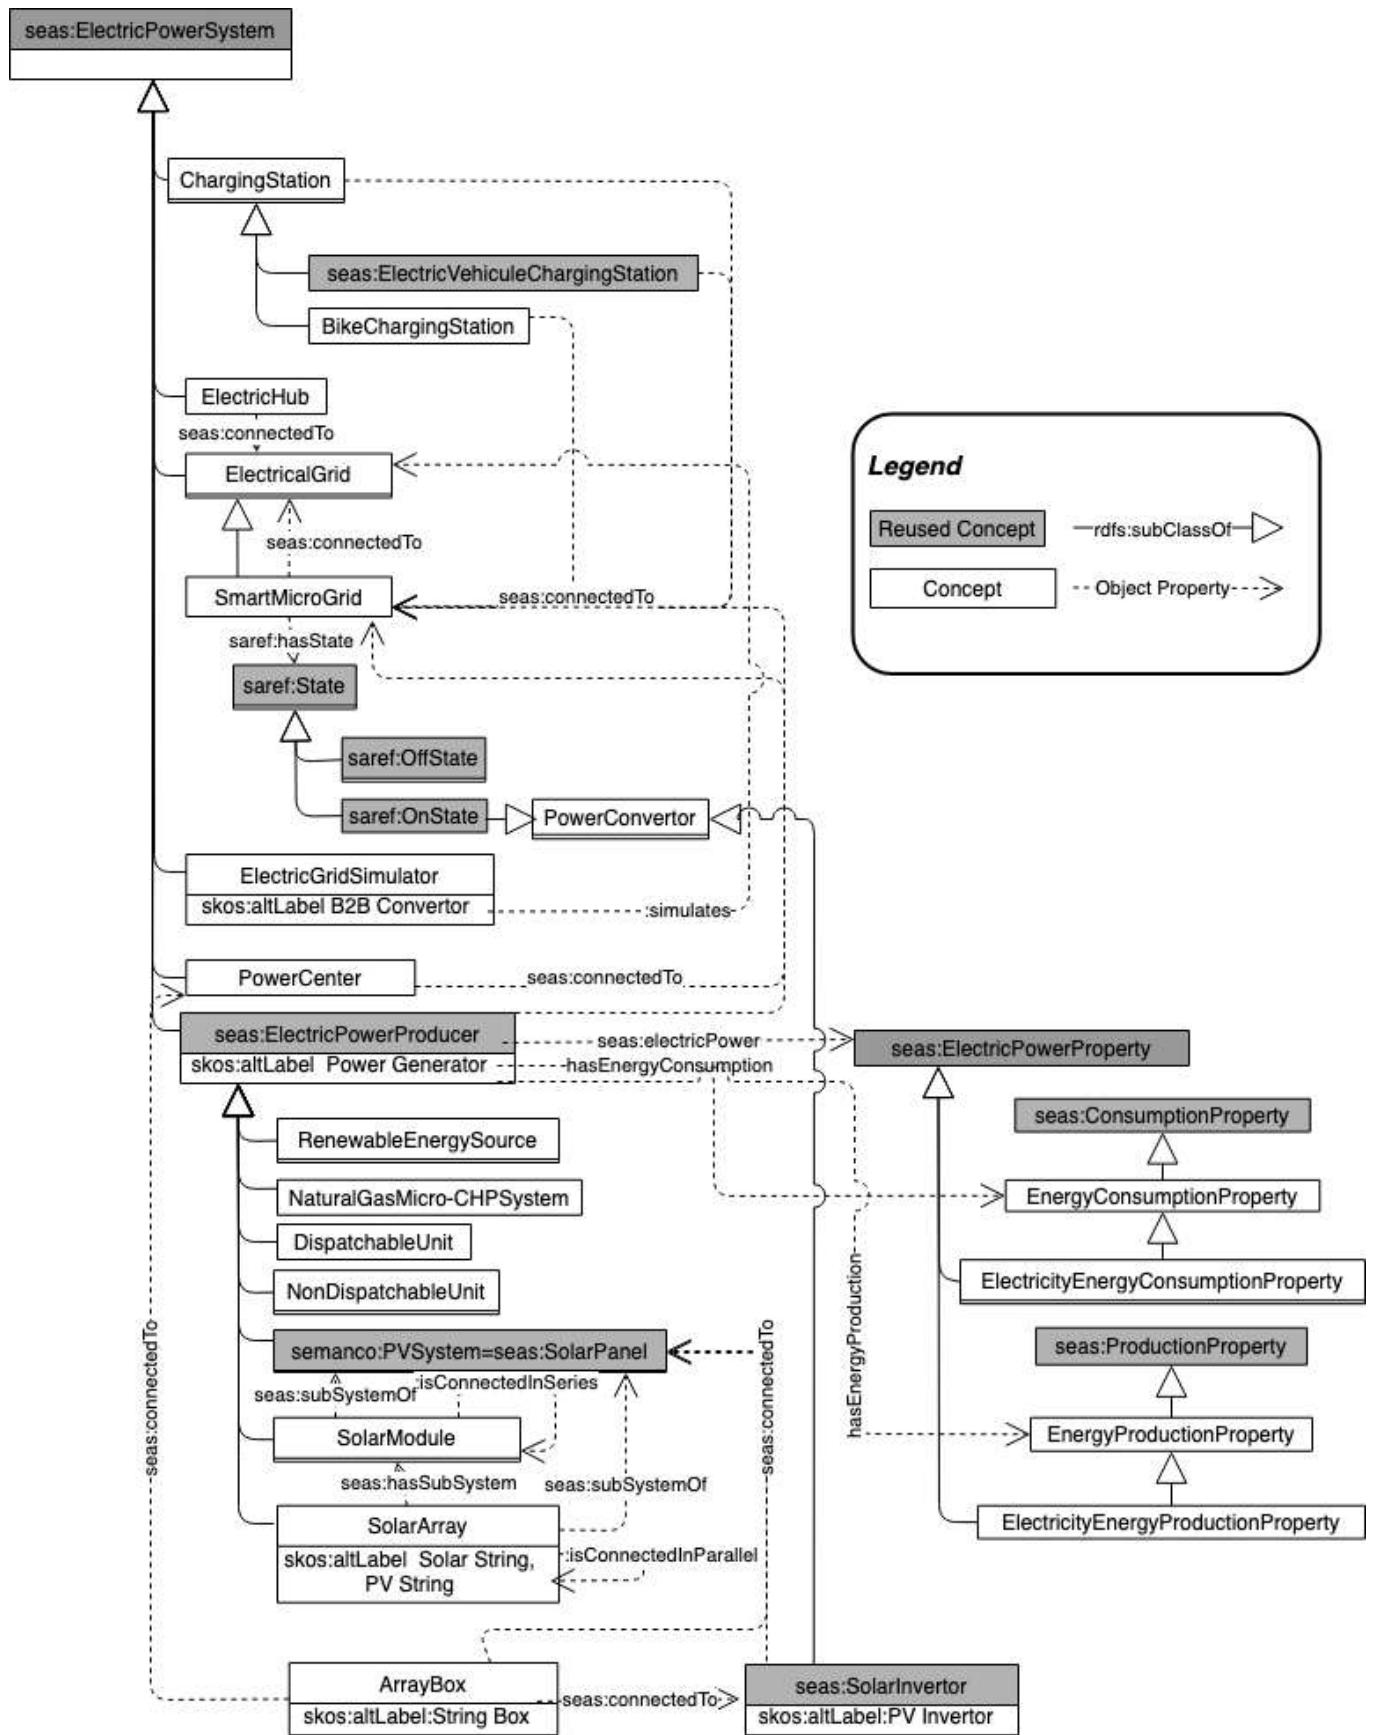 seas:ElectricPowerSystem
ChargingStation
seas:ElectricVehiculeChargingStation
BikeChargingStation
ElectricHub
seas:connectedTo
ElectricalGrid
seas:connectedTo
SmartMicroGrid
seas:connectedTo
saref:hasState
saref:State
saref:OffState
saref:OnState
PowerConvertor
Legend
Reused Concept
rdfs:subClassOf
Concept
Object Property
ElectricGridSimulator
skos:altLabel B2B Convertor
:simulates
PowerCenter
seas:connectedTo
seas:ElectricPowerProducer
skos:altLabel Power Generator
seas:electricPower
hasEnergyConsumption
seas:ElectricPowerProperty
seas:ConsumptionProperty
EnergyConsumptionProperty
ElectricityEnergyConsumptionProperty
hasEnergyProduction
seas:ProductionProperty
EnergyProductionProperty
ElectricityEnergyProductionProperty
RenewableEnergySource
NaturalGasMicro-CHPSystem
DispatchableUnit
NonDispatchableUnit
semanco:PVSystem=seas:SolarPanel
:isConnectedInSeries
seas:subSystemOf
SolarModule
seas:hasSubSystem
seas:subSystemOf
SolarArray
skos:altLabel Solar String,
PV String
:isConnectedInParallel
seas:connectedTo
seas:connectedTo
ArrayBox
skos:altLabel:String Box
seas:connectedTo
seas:SolarInvertor
skos:altLabel:PV Invertor